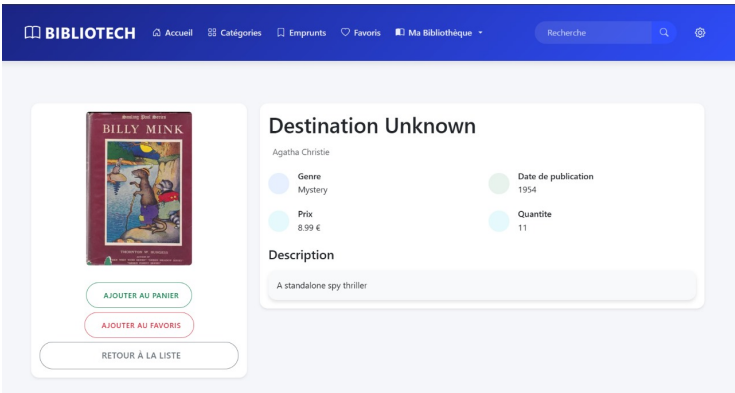 BIBLIOTECH
Accueil
Catégories
Emprunts
Favoris
Ma Bibliothèque
Recherche
BILLY MINK
THORNTON W. BURGESS
AJOUTER AU PANIER
AJOUTER AU FAVORIS
RETOUR À LA LISTE
Destination Unknown
Agatha Christie
Genre
Mystery
Date de publication
1954
Prix
8.99 €
Quantite
11
Description
A standalone spy thriller